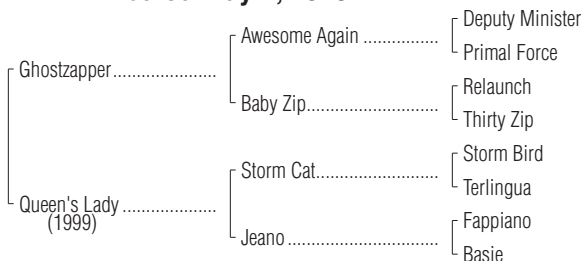 Deputy Minister
Awesome Again
Primal Force
Ghostzapper
Relaunch
Baby Zip
Thirty Zip
Storm Bird
Storm Cat
Terlingua
Queen's Lady
(1999)
Fappiano
Jeano
Basie